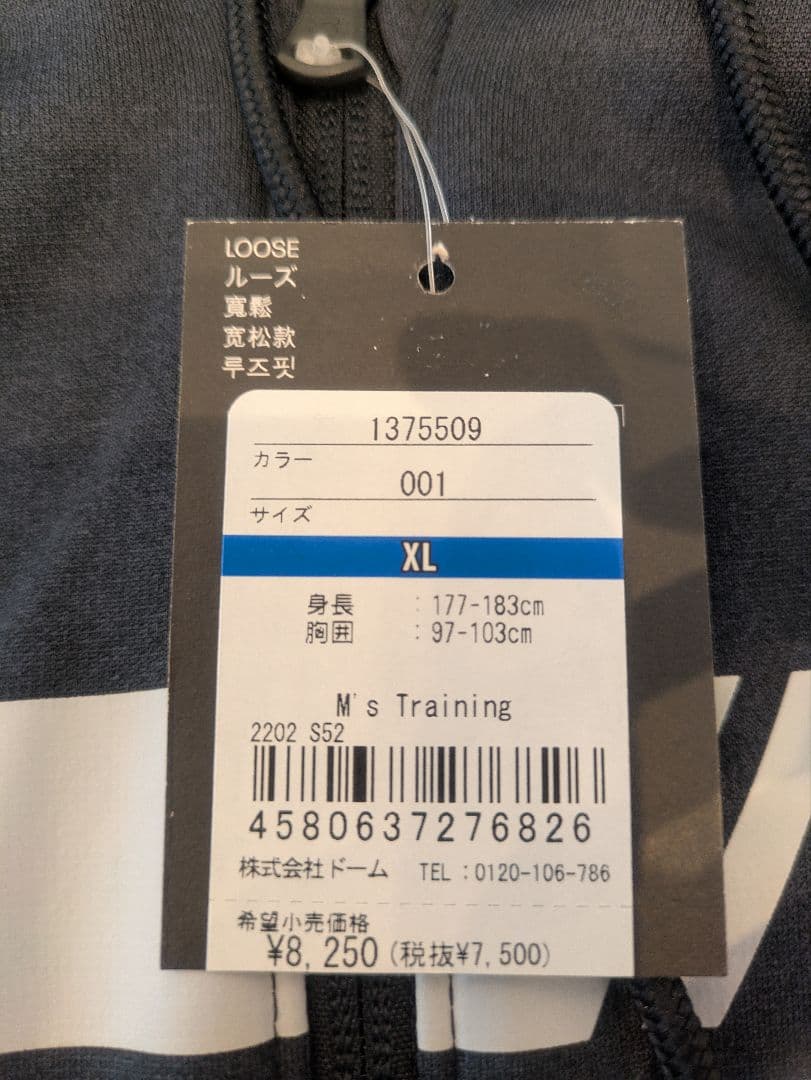 LOOSE
ルーズ
寬鬆
宽松款
루즈핏
1375509
カラー
001
サイズ
XL
身長 : 177-183cm
胸囲 : 97-103cm
M's Training
2202 S52
4580637276826
株式会社ドーム TEL:0120-106-786
希望小売価格
¥8,250(税抜¥7,500)